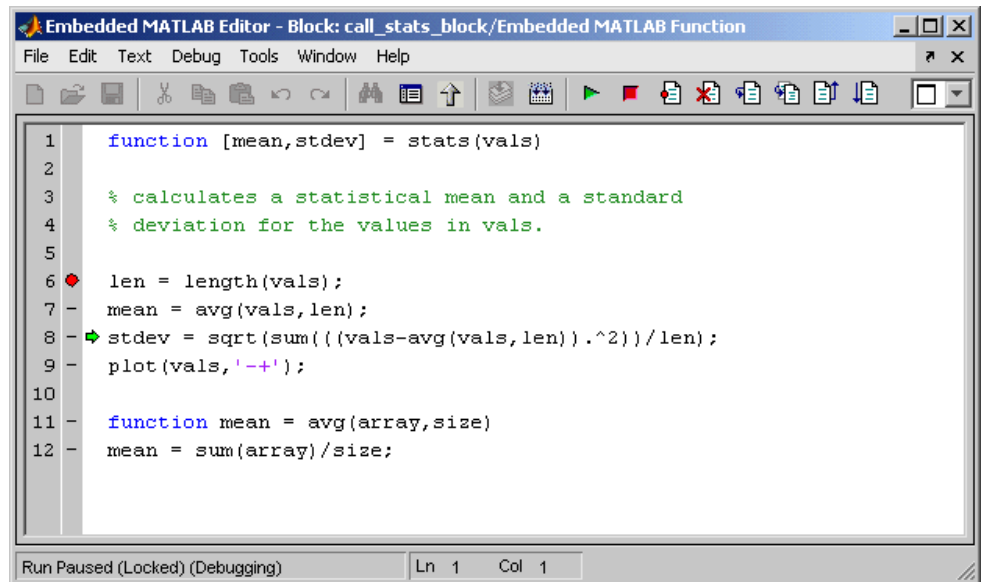 Embedded MATLAB Editor - Block: call_stats_block/Embedded MATLAB Function
File Edit Text Debug Tools Window Help
1 function [mean,stdev] = stats(vals)
2
3 % calculates a statistical mean and a standard
4 % deviation for the values in vals.
5
6 len = length(vals);
7 - mean = avg(vals,len);
8 - stdev = sqrt(sum(((vals-avg(vals,len)).^2))/len);
9 - plot(vals,'-+');
10
11 - function mean = avg(array,size)
12 - mean = sum(array)/size;
Run Paused (Locked) (Debugging) Ln 1 Col 1